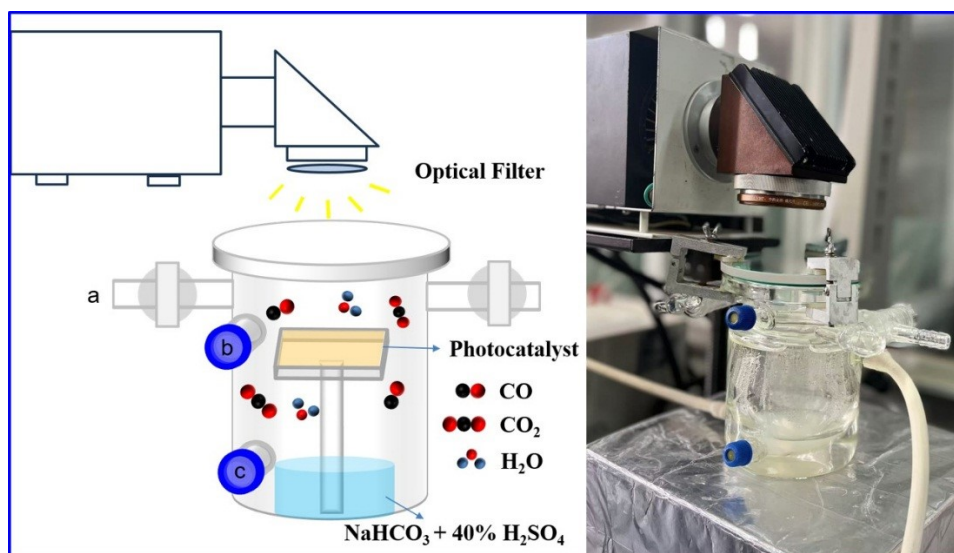 Optical Filter
a
b
Photocatalyst
CO
CO₂
c
H₂O
NaHCO₃ + 40% H₂SO₄